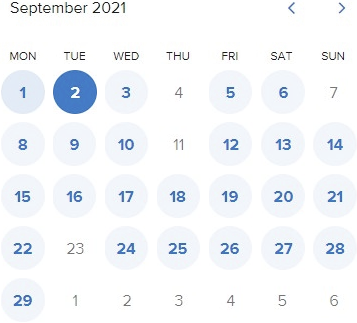 September 2021
MON TUE WED THU FRI SAT SUN
1 2 3 4 5 6 7
8 9 10 11 12 13 14
15 16 17 18 19 20 21
22 23 24 25 26 27 28
29 1 2 3 4 5 6